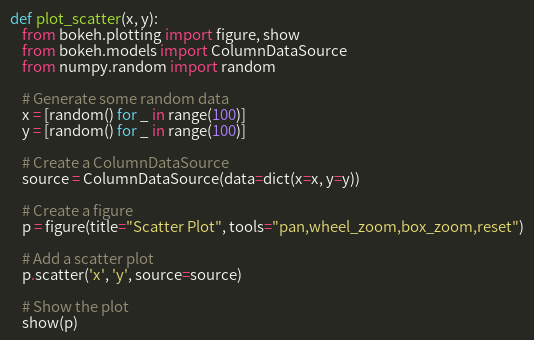 def plot_scatter(x, y):
    from bokeh.plotting import figure, show
    from bokeh.models import ColumnDataSource
    from numpy.random import random

    # Generate some random data
    x = [random() for _ in range(100)]
    y = [random() for _ in range(100)]

    # Create a ColumnDataSource
    source = ColumnDataSource(data=dict(x=x, y=y))

    # Create a figure
    p = figure(title="Scatter Plot", tools="pan,wheel_zoom,box_zoom,reset")

    # Add a scatter plot
    p.scatter('x', 'y', source=source)

    # Show the plot
    show(p)